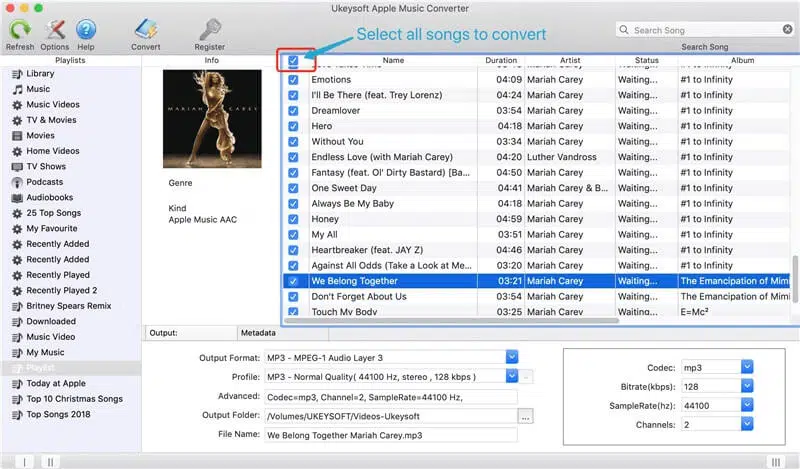 Ukeysoft Apple Music Converter
Refresh Options Help Convert Register
Select all songs to convert
Search Song
Search Song
Playlists Info Name Duration Artist Status Album
Library
Music
Music Videos
TV & Movies
Movies
Home Videos
TV Shows
Podcasts
Audiobooks
25 Top Songs
My Favourite
Recently Added
Recently Added
Recently Played
Recently Played 2
Britney Spears Remix
Downloaded
Music Video
My Music
Playlist
Today at Apple
Top 10 Christmas Songs
Top Songs 2018
MARIAH CAREY
Genre
Kind
Apple Music AAC
Emotions 04:09 Mariah Carey Waiting... #1 to Infinity
I'll Be There (feat. Trey Lorenz) 04:24 Mariah Carey Waiting... #1 to Infinity
Dreamlover 03:54 Mariah Carey Waiting... #1 to Infinity
Hero 04:18 Mariah Carey Waiting... #1 to Infinity
Without You 03:34 Mariah Carey Waiting... #1 to Infinity
Endless Love (with Mariah Carey) 04:20 Luther Vandross Waiting... #1 to Infinity
Fantasy (feat. Ol' Dirty Bastard) [Ba... 04:50 Mariah Carey Waiting... #1 to Infinity
One Sweet Day 04:41 Mariah Carey & B... Waiting... #1 to Infinity
Always Be My Baby 04:18 Mariah Carey Waiting... #1 to Infinity
Honey 04:59 Mariah Carey Waiting... #1 to Infinity
My All 03:51 Mariah Carey Waiting... #1 to Infinity
Heartbreaker (feat. JAY Z) 04:46 Mariah Carey Waiting... #1 to Infinity
Against All Odds (Take a Look at Me... 03:20 Mariah Carey Waiting... #1 to Infinity
We Belong Together 03:21 Mariah Carey Waiting... The Emancipation of Mimi
Don't Forget About Us 03:54 Mariah Carey Waiting... The Emancipation of Mimi
Touch My Body 03:25 Mariah Carey Waiting... E=Mc²
Output: Metadata
Output Format: MP3 - MPEG-1 Audio Layer 3
Profile: MP3 - Normal Quality( 44100 Hz, stereo , 128 kbps )
Advanced: Codec=mp3, Channel=2, SampleRate=44100 Hz,
Output Folder: /Volumes/UKEYSOFT/Videos-Ukeysoft ...
File Name: We Belong Together Mariah Carey.mp3
Codec: mp3
Bitrate(kbps): 128
SampleRate(hz): 44100
Channels: 2